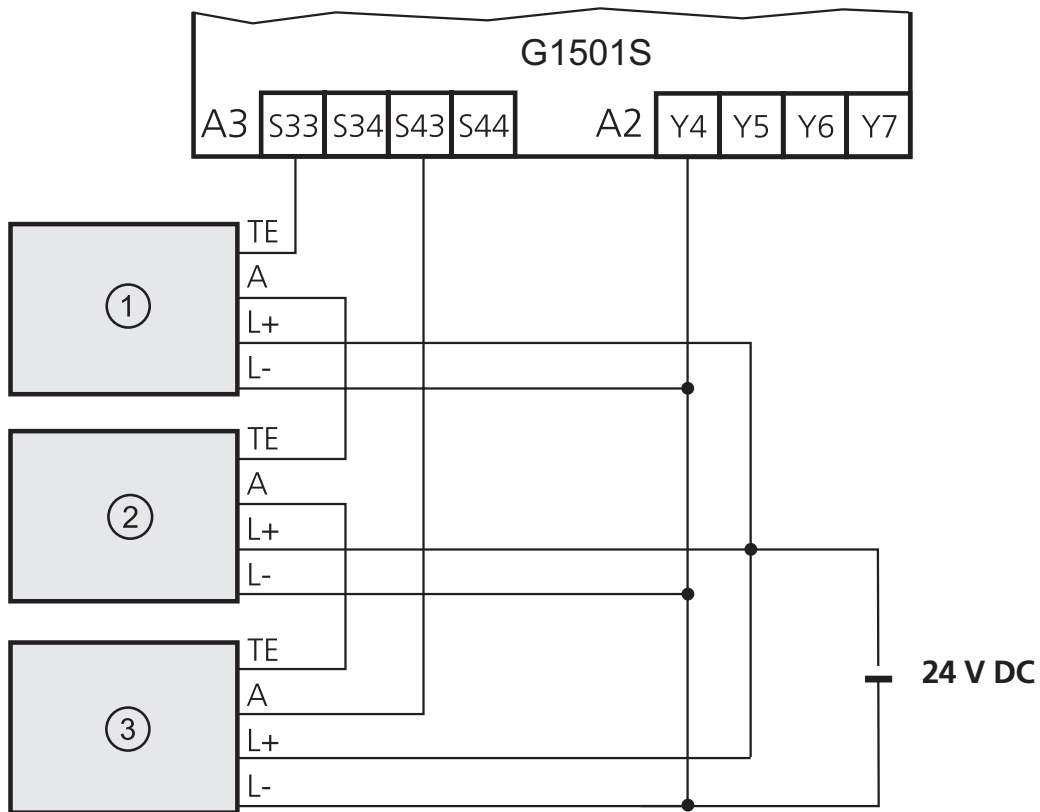 G1501S
A3 S33 S34 S43 S44 A2 Y4 Y5 Y6 Y7
TE
A
1
L+
L-
TE
A
2
L+
L-
TE
24 V DC
A
3
L+
L-